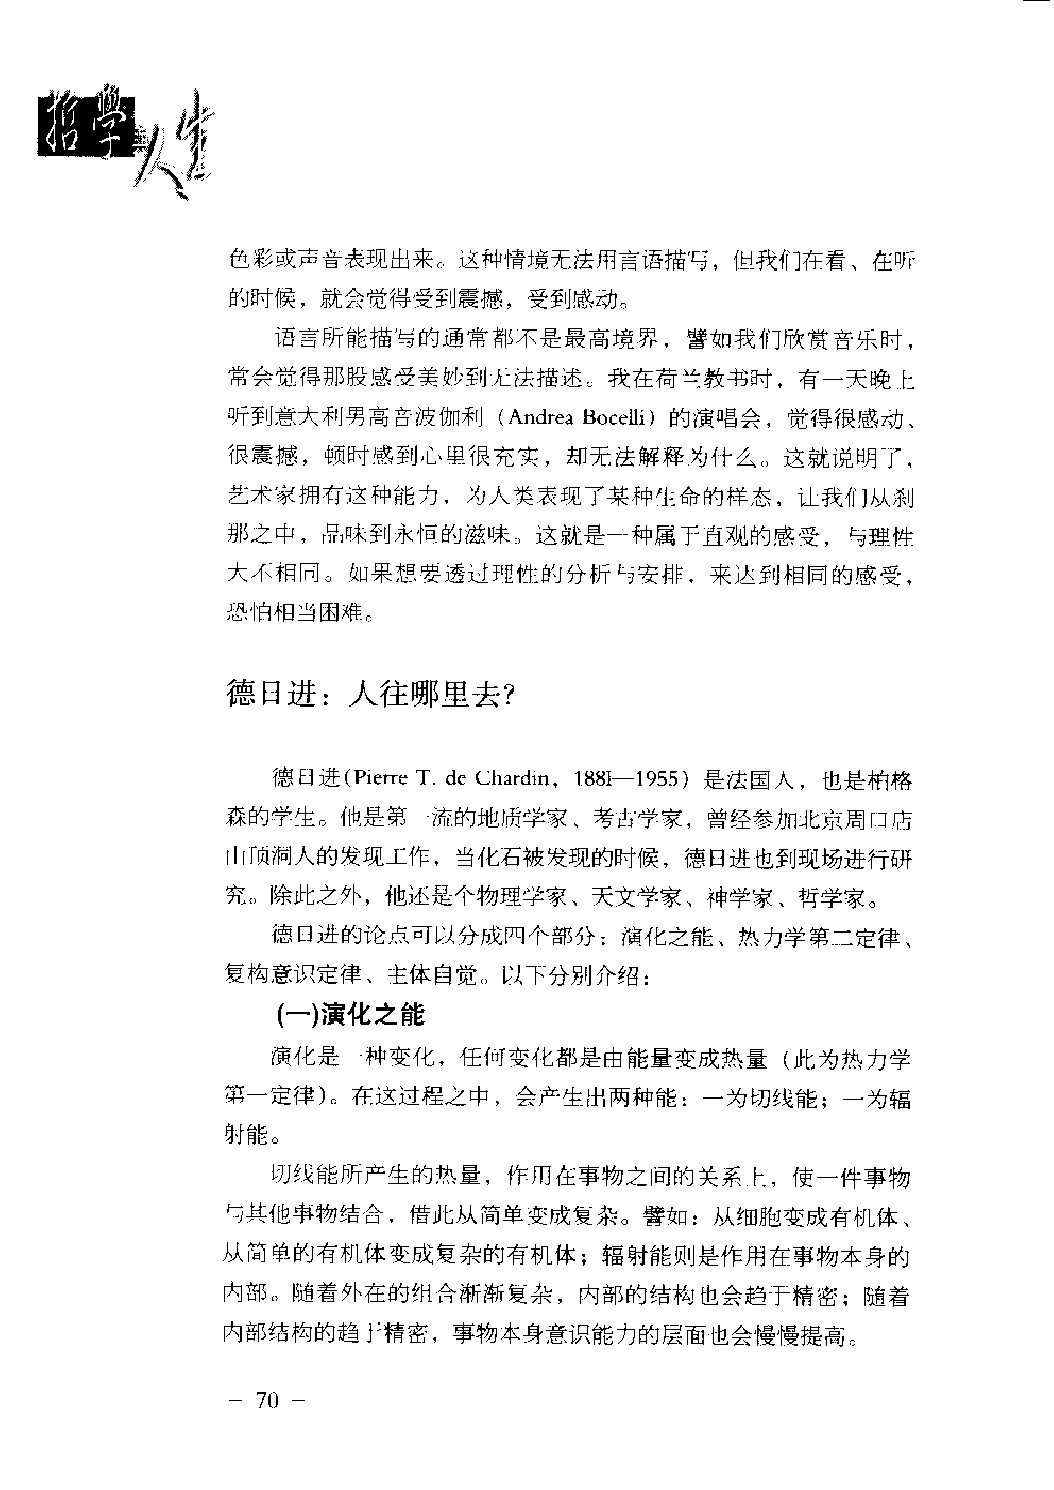 哲學與人生
色彩或声音表现出来。这种情境无法用言语描写，但我们在看、在听
的时候，就会觉得受到震撼，受到感动。
语言所能描写的通常都不是最高境界，譬如我们欣赏音乐时，
常会觉得那股感受美妙到无法描述。我在荷兰教书时，有一天晚上
听到意大利男高音波伽利（Andrea Bocelli）的演唱会，觉得很感动、
很震撼，顿时感到心里很充实，却无法解释为什么。这就说明了，
艺术家拥有这种能力，为人类表现了某种生命的样态，让我们从刹
那之中，品味到永恒的滋味。这就是一种属于直观的感受，与理性
大不相同。如果想要透过理性的分析与安排，来达到相同的感受，
恐怕相当困难。
德日进：人往哪里去？
德日进(Pierre T. de Chardin，1881—1955）是法国人，也是柏格
森的学生。他是第一流的地质学家、考古学家，曾经参加北京周口店
山顶洞人的发现工作，当化石被发现的时候，德日进也到现场进行研
究。除此之外，他还是个物理学家、天文学家、神学家、哲学家。
德日进的论点可以分成四个部分：演化之能、热力学第二定律、
复构意识定律、主体自觉。以下分别介绍：
(一)演化之能
演化是一种变化，任何变化都是由能量变成热量（此为热力学
第一定律）。在这过程之中，会产生出两种能：一为切线能；一为辐
射能。
切线能所产生的热量，作用在事物之间的关系上，使一件事物
与其他事物结合，借此从简单变成复杂。譬如：从细胞变成有机体、
从简单的有机体变成复杂的有机体；辐射能则是作用在事物本身的
内部。随着外在的组合渐渐复杂，内部的结构也会趋于精密；随着
内部结构的趋于精密，事物本身意识能力的层面也会慢慢提高。
－ 70 －